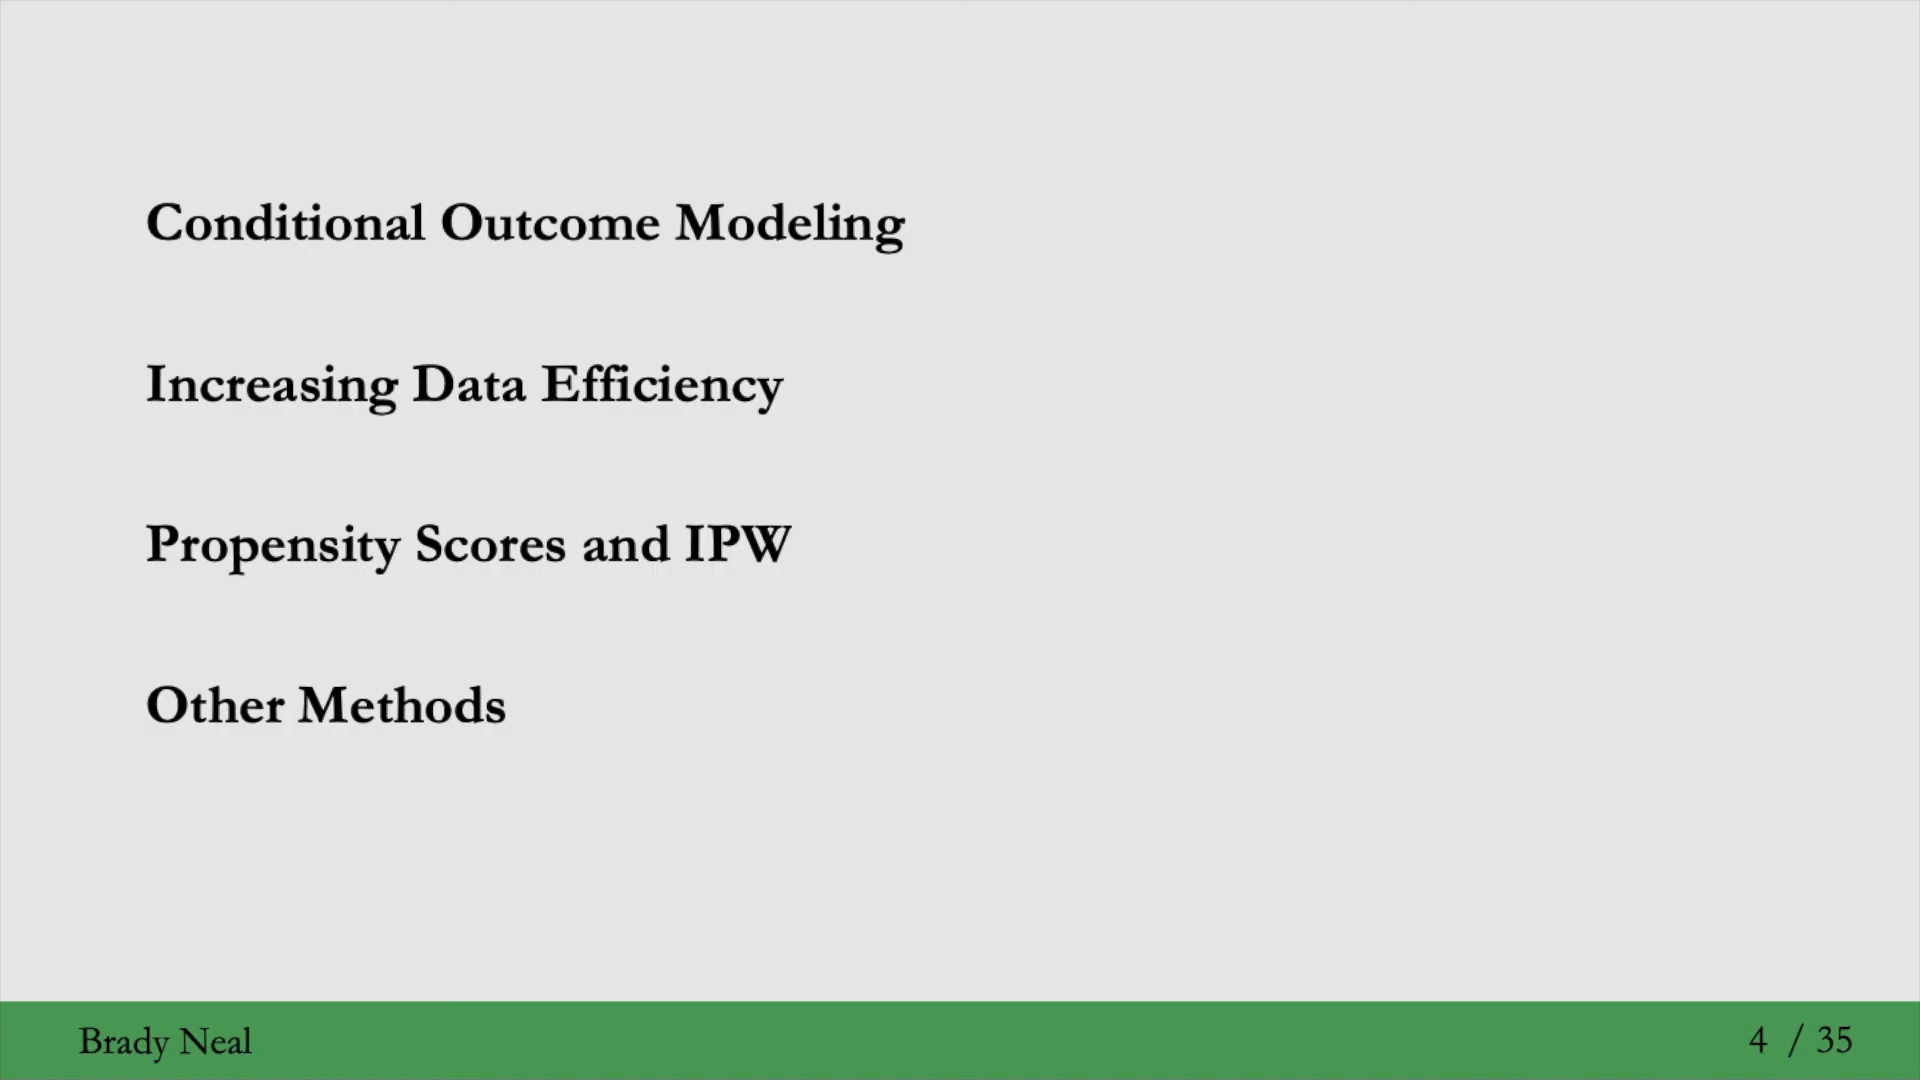 Conditional Outcome Modeling
Increasing Data Efficiency
Propensity Scores and IPW
Other Methods
Brady Neal
4 / 35